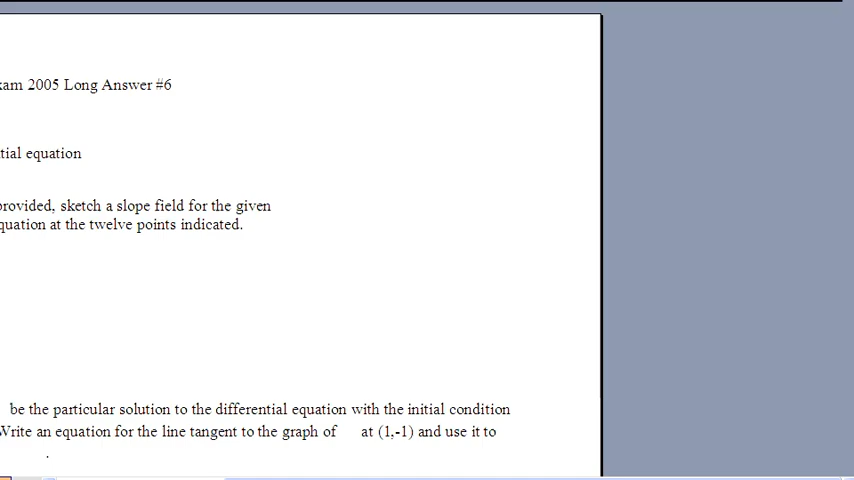 xam 2005 Long Answer #6
tial equation
provided, sketch a slope field for the given
quation at the twelve points indicated.
be the particular solution to the differential equation with the initial condition
Write an equation for the line tangent to the graph of at (1,-1) and use it to
.